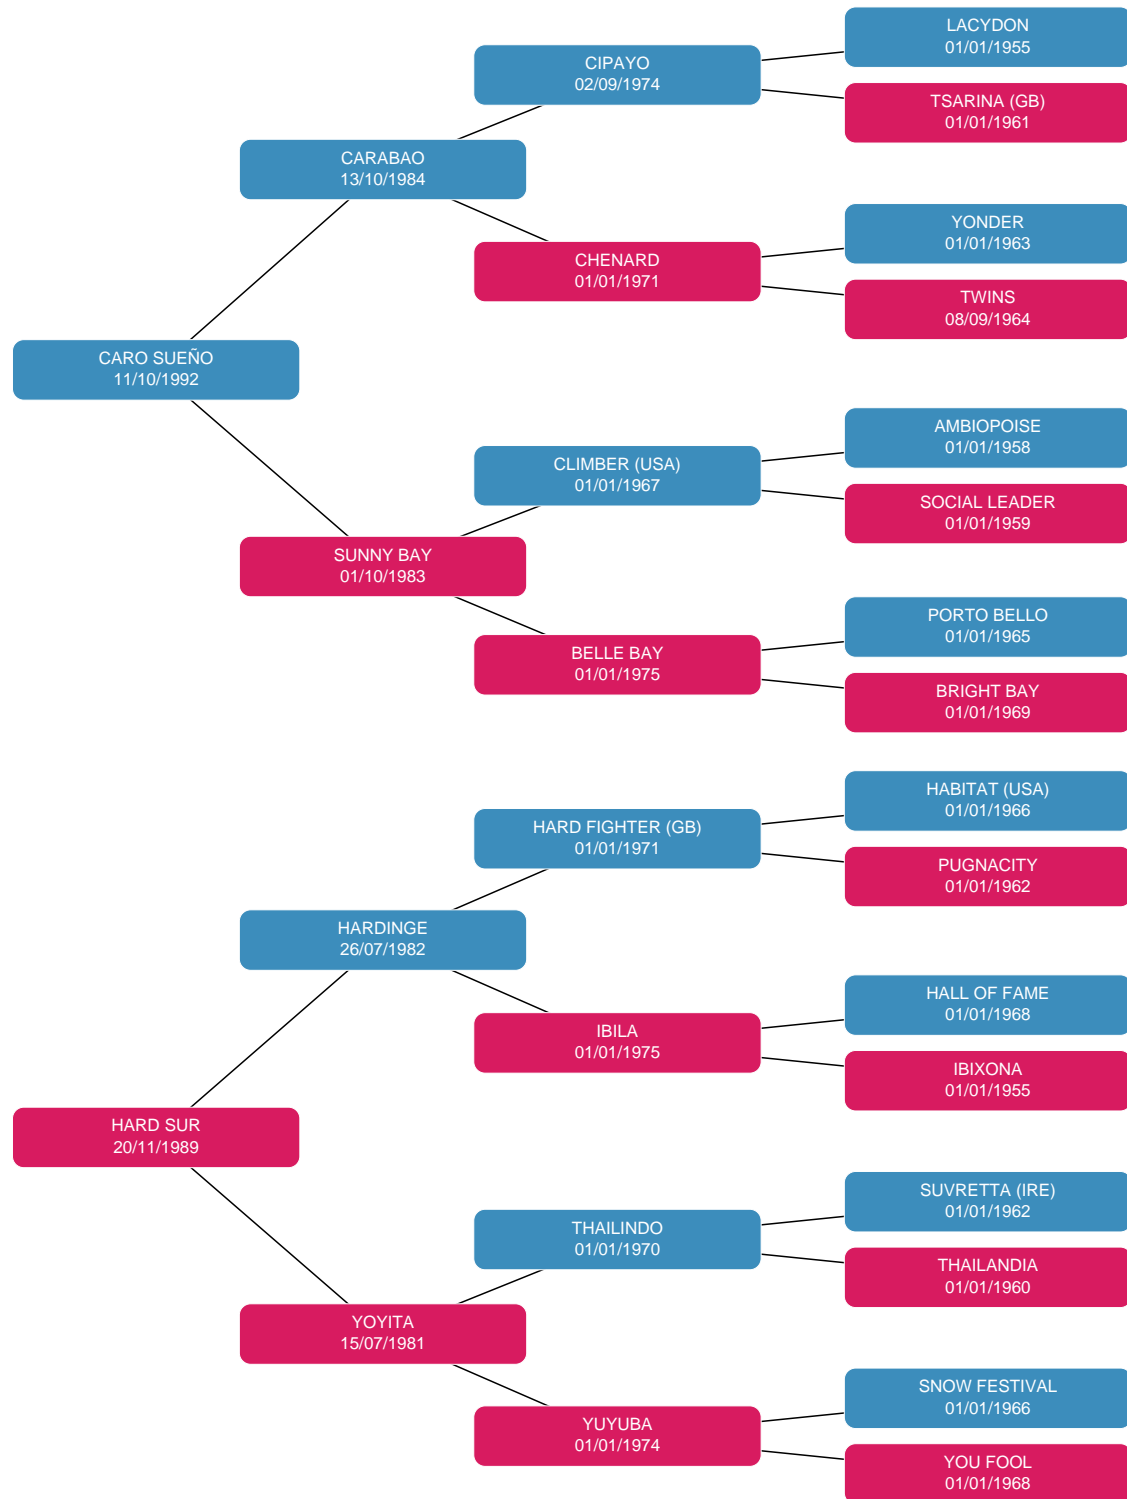 LACYDON
01/01/1955
CIPAYO
02/09/1974
TSARINA (GB)
01/01/1961
CARABAO
13/10/1984
YONDER
01/01/1963
CHENARD
01/01/1971
TWINS
08/09/1964
CARO SUEÑO
11/10/1992
AMBIOPOISE
01/01/1958
CLIMBER (USA)
01/01/1967
SOCIAL LEADER
01/01/1959
SUNNY BAY
01/10/1983
PORTO BELLO
01/01/1965
BELLE BAY
01/01/1975
BRIGHT BAY
01/01/1969
HABITAT (USA)
01/01/1966
HARD FIGHTER (GB)
01/01/1971
PUGNACITY
01/01/1962
HARDINGE
26/07/1982
HALL OF FAME
01/01/1968
IBILA
01/01/1975
IBIXONA
01/01/1955
HARD SUR
20/11/1989
SUVRETTA (IRE)
01/01/1962
THAILINDO
01/01/1970
THAILANDIA
01/01/1960
YOYITA
15/07/1981
SNOW FESTIVAL
01/01/1966
YUYUBA
01/01/1974
YOU FOOL
01/01/1968